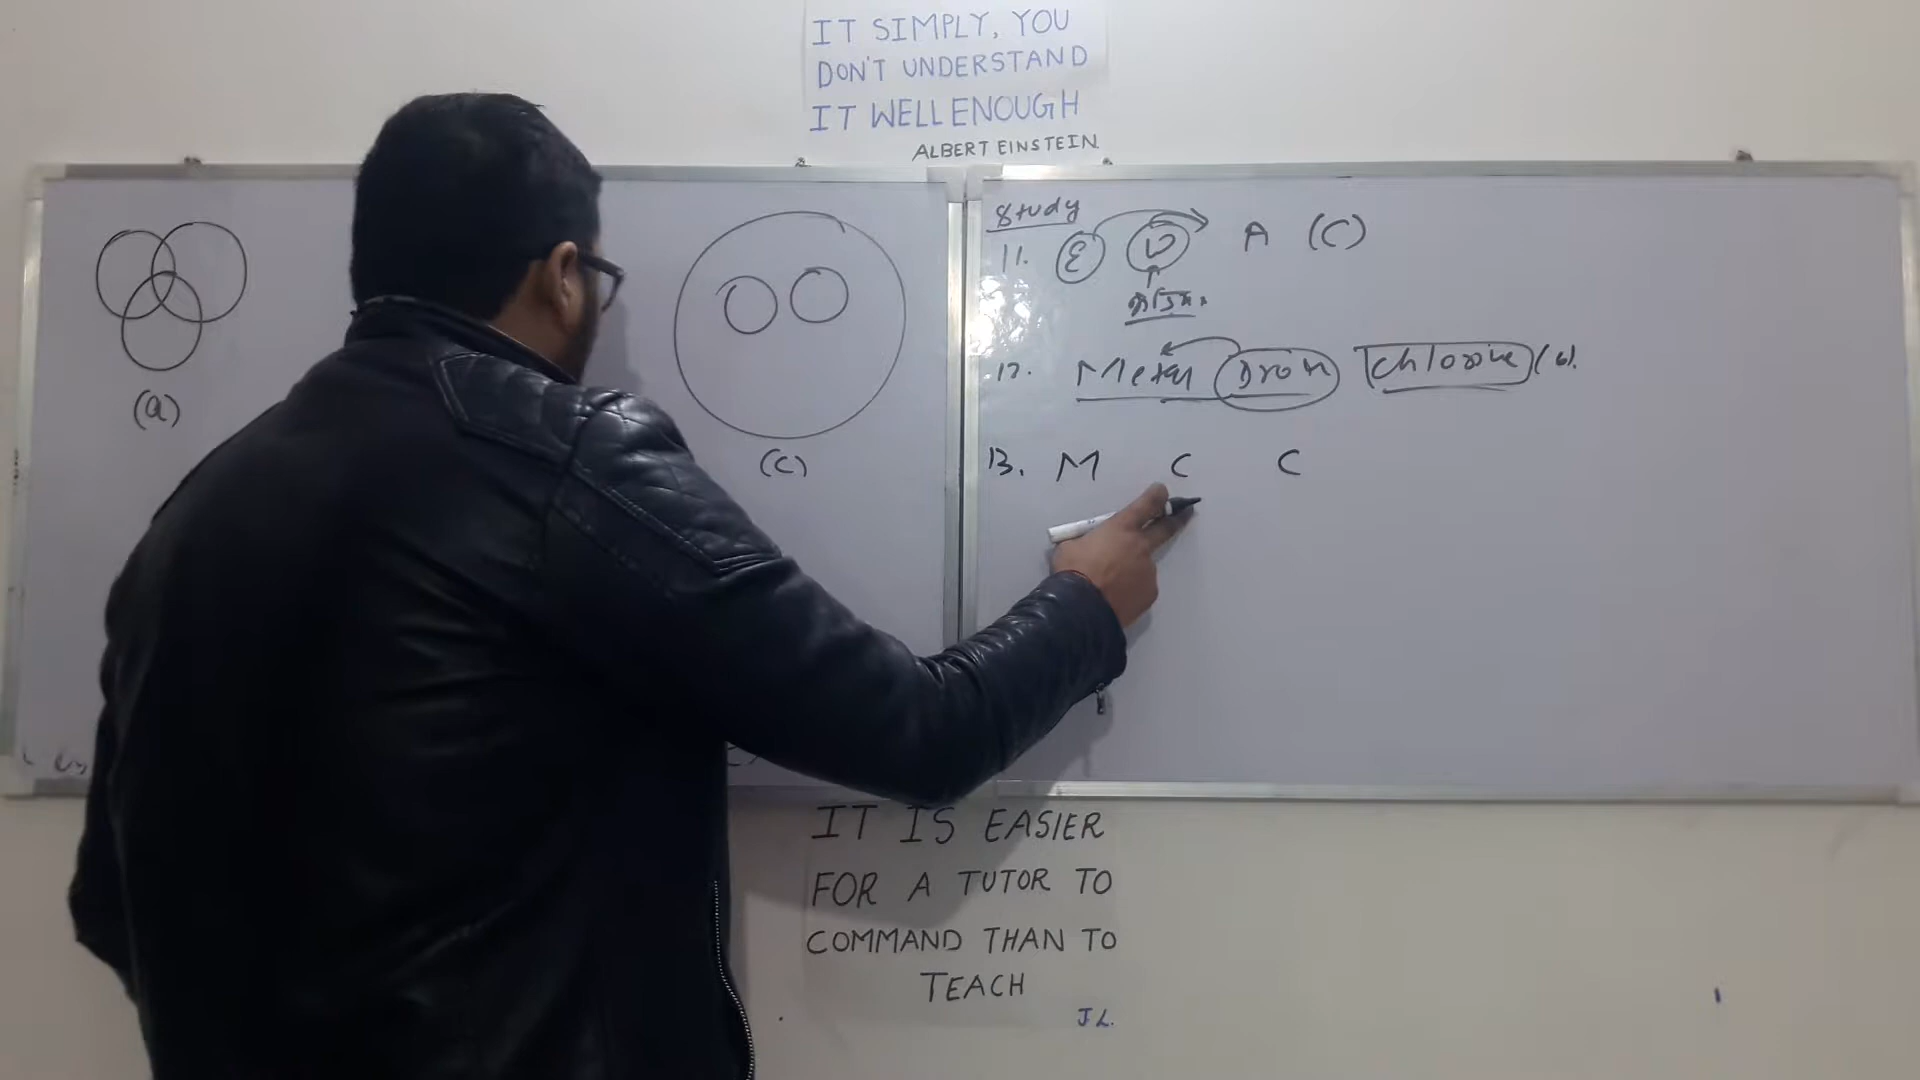 IT SIMPLY, YOU
DON'T UNDERSTAND
IT WELL ENOUGH
ALBERT EINSTEIN
(a)
(C)
Study
11. E W A (C)
12. Metal Iron Chlorine (b).
13. M C C
IT IS EASIER
FOR A TUTOR TO
COMMAND THAN TO
TEACH
J L.